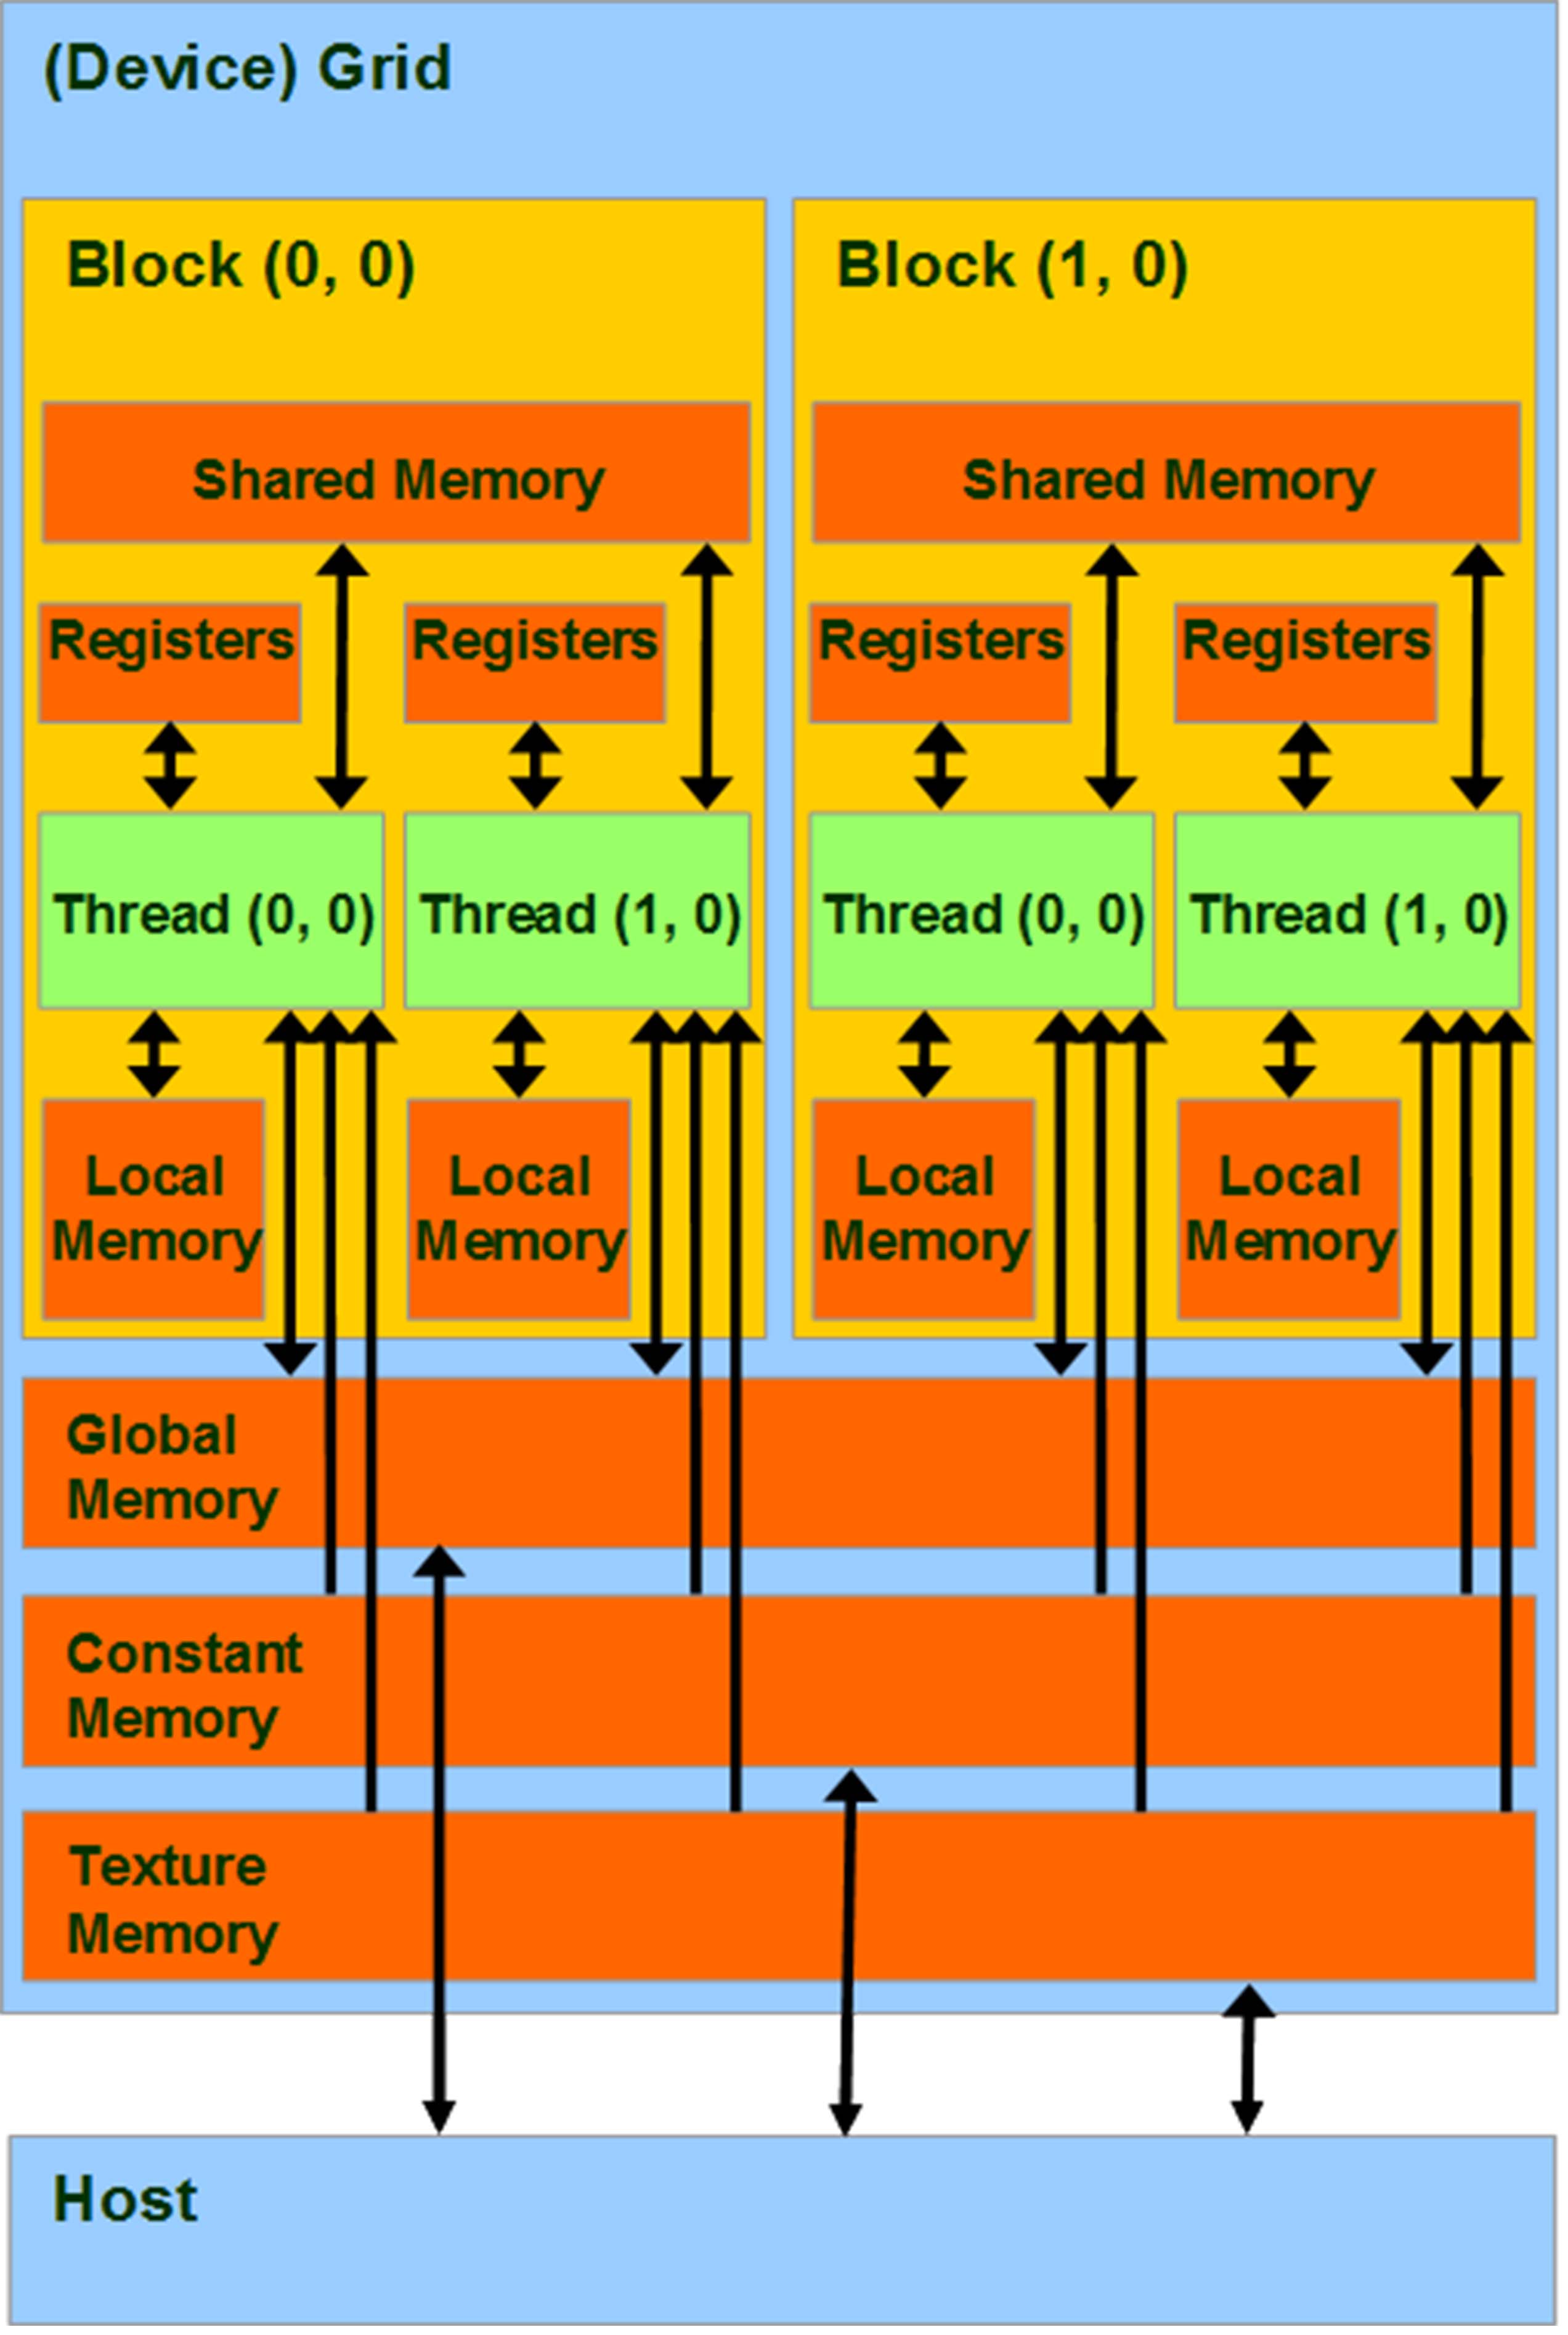 (Device) Grid
Block (0, 0)
Block (1, 0)
Shared Memory
Shared Memory
Registers
Registers
Registers
Registers
Thread (0, 0)
Thread (1, 0)
Thread (0, 0)
Thread (1, 0)
Local
Memory
Local
Memory
Local
Memory
Local
Memory
Global
Memory
Constant
Memory
Texture
Memory
Host